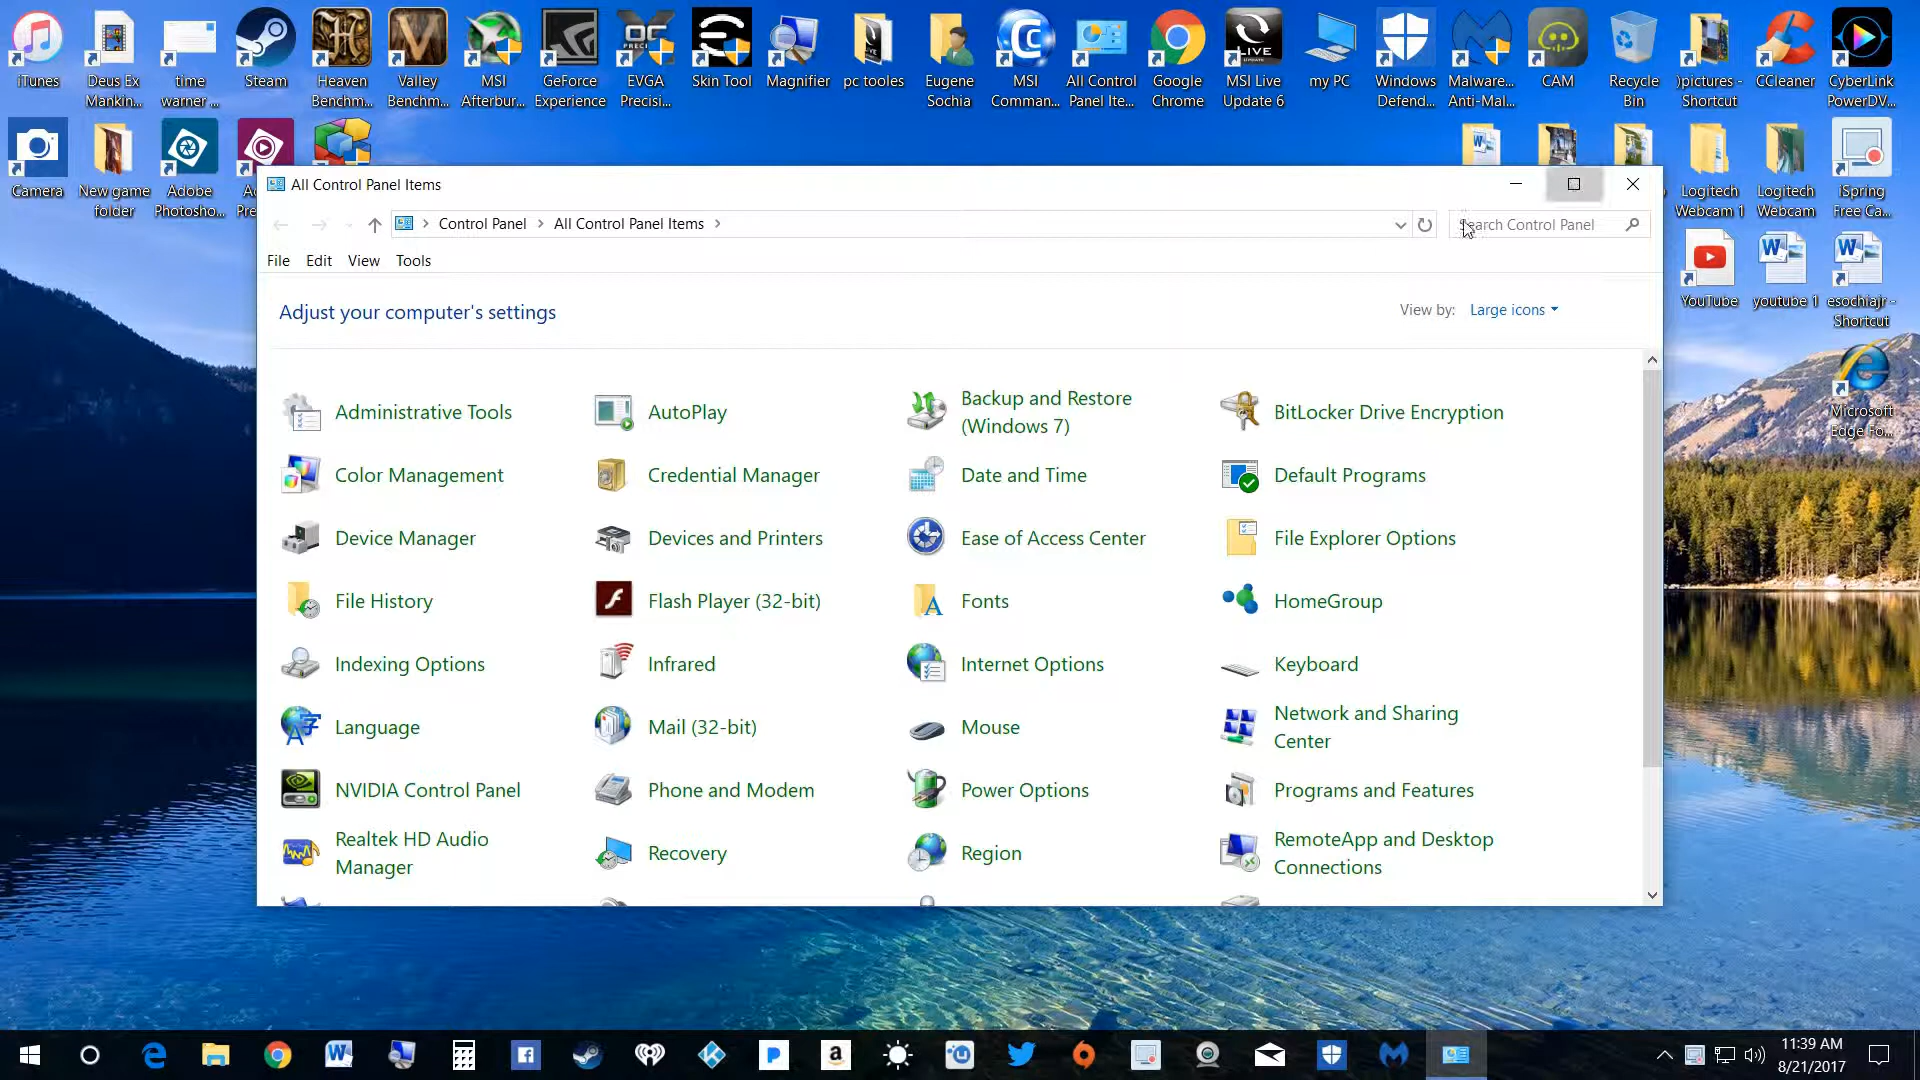 iTunes
Deus Ex
Mankin...
time
warner ...
Steam
Heaven
Benchm...
Valley
Benchm...
MSI
Afterbur...
GeForce
Experience
EVGA
Precisi...
Skin Tool
Magnifier
pc tooles
Eugene
Sochia
MSI
Comman...
All Control
Panel Ite...
Google
Chrome
MSI Live
Update 6
my PC
Windows
Defend...
Malware...
Anti-Mal...
CAM
Recycle
Bin
)pictures -
Shortcut
CCleaner
CyberLink
PowerDV...
Camera
New game
folder
Adobe
Photosho...
Logitech
Webcam 1
Logitech
Webcam
iSpring
Free Ca...
YouTube
youtube 1
esochiajr -
Shortcut
Microsoft
Edge Fo...
All Control Panel Items
Control Panel
All Control Panel Items
Search Control Panel
File Edit View Tools
Adjust your computer's settings
View by: Large icons
Administrative Tools
AutoPlay
Backup and Restore
(Windows 7)
BitLocker Drive Encryption
Color Management
Credential Manager
Date and Time
Default Programs
Device Manager
Devices and Printers
Ease of Access Center
File Explorer Options
File History
Flash Player (32-bit)
Fonts
HomeGroup
Indexing Options
Infrared
Internet Options
Keyboard
Language
Mail (32-bit)
Mouse
Network and Sharing
Center
NVIDIA Control Panel
Phone and Modem
Power Options
Programs and Features
Realtek HD Audio
Manager
Recovery
Region
RemoteApp and Desktop
Connections
11:39 AM
8/21/2017